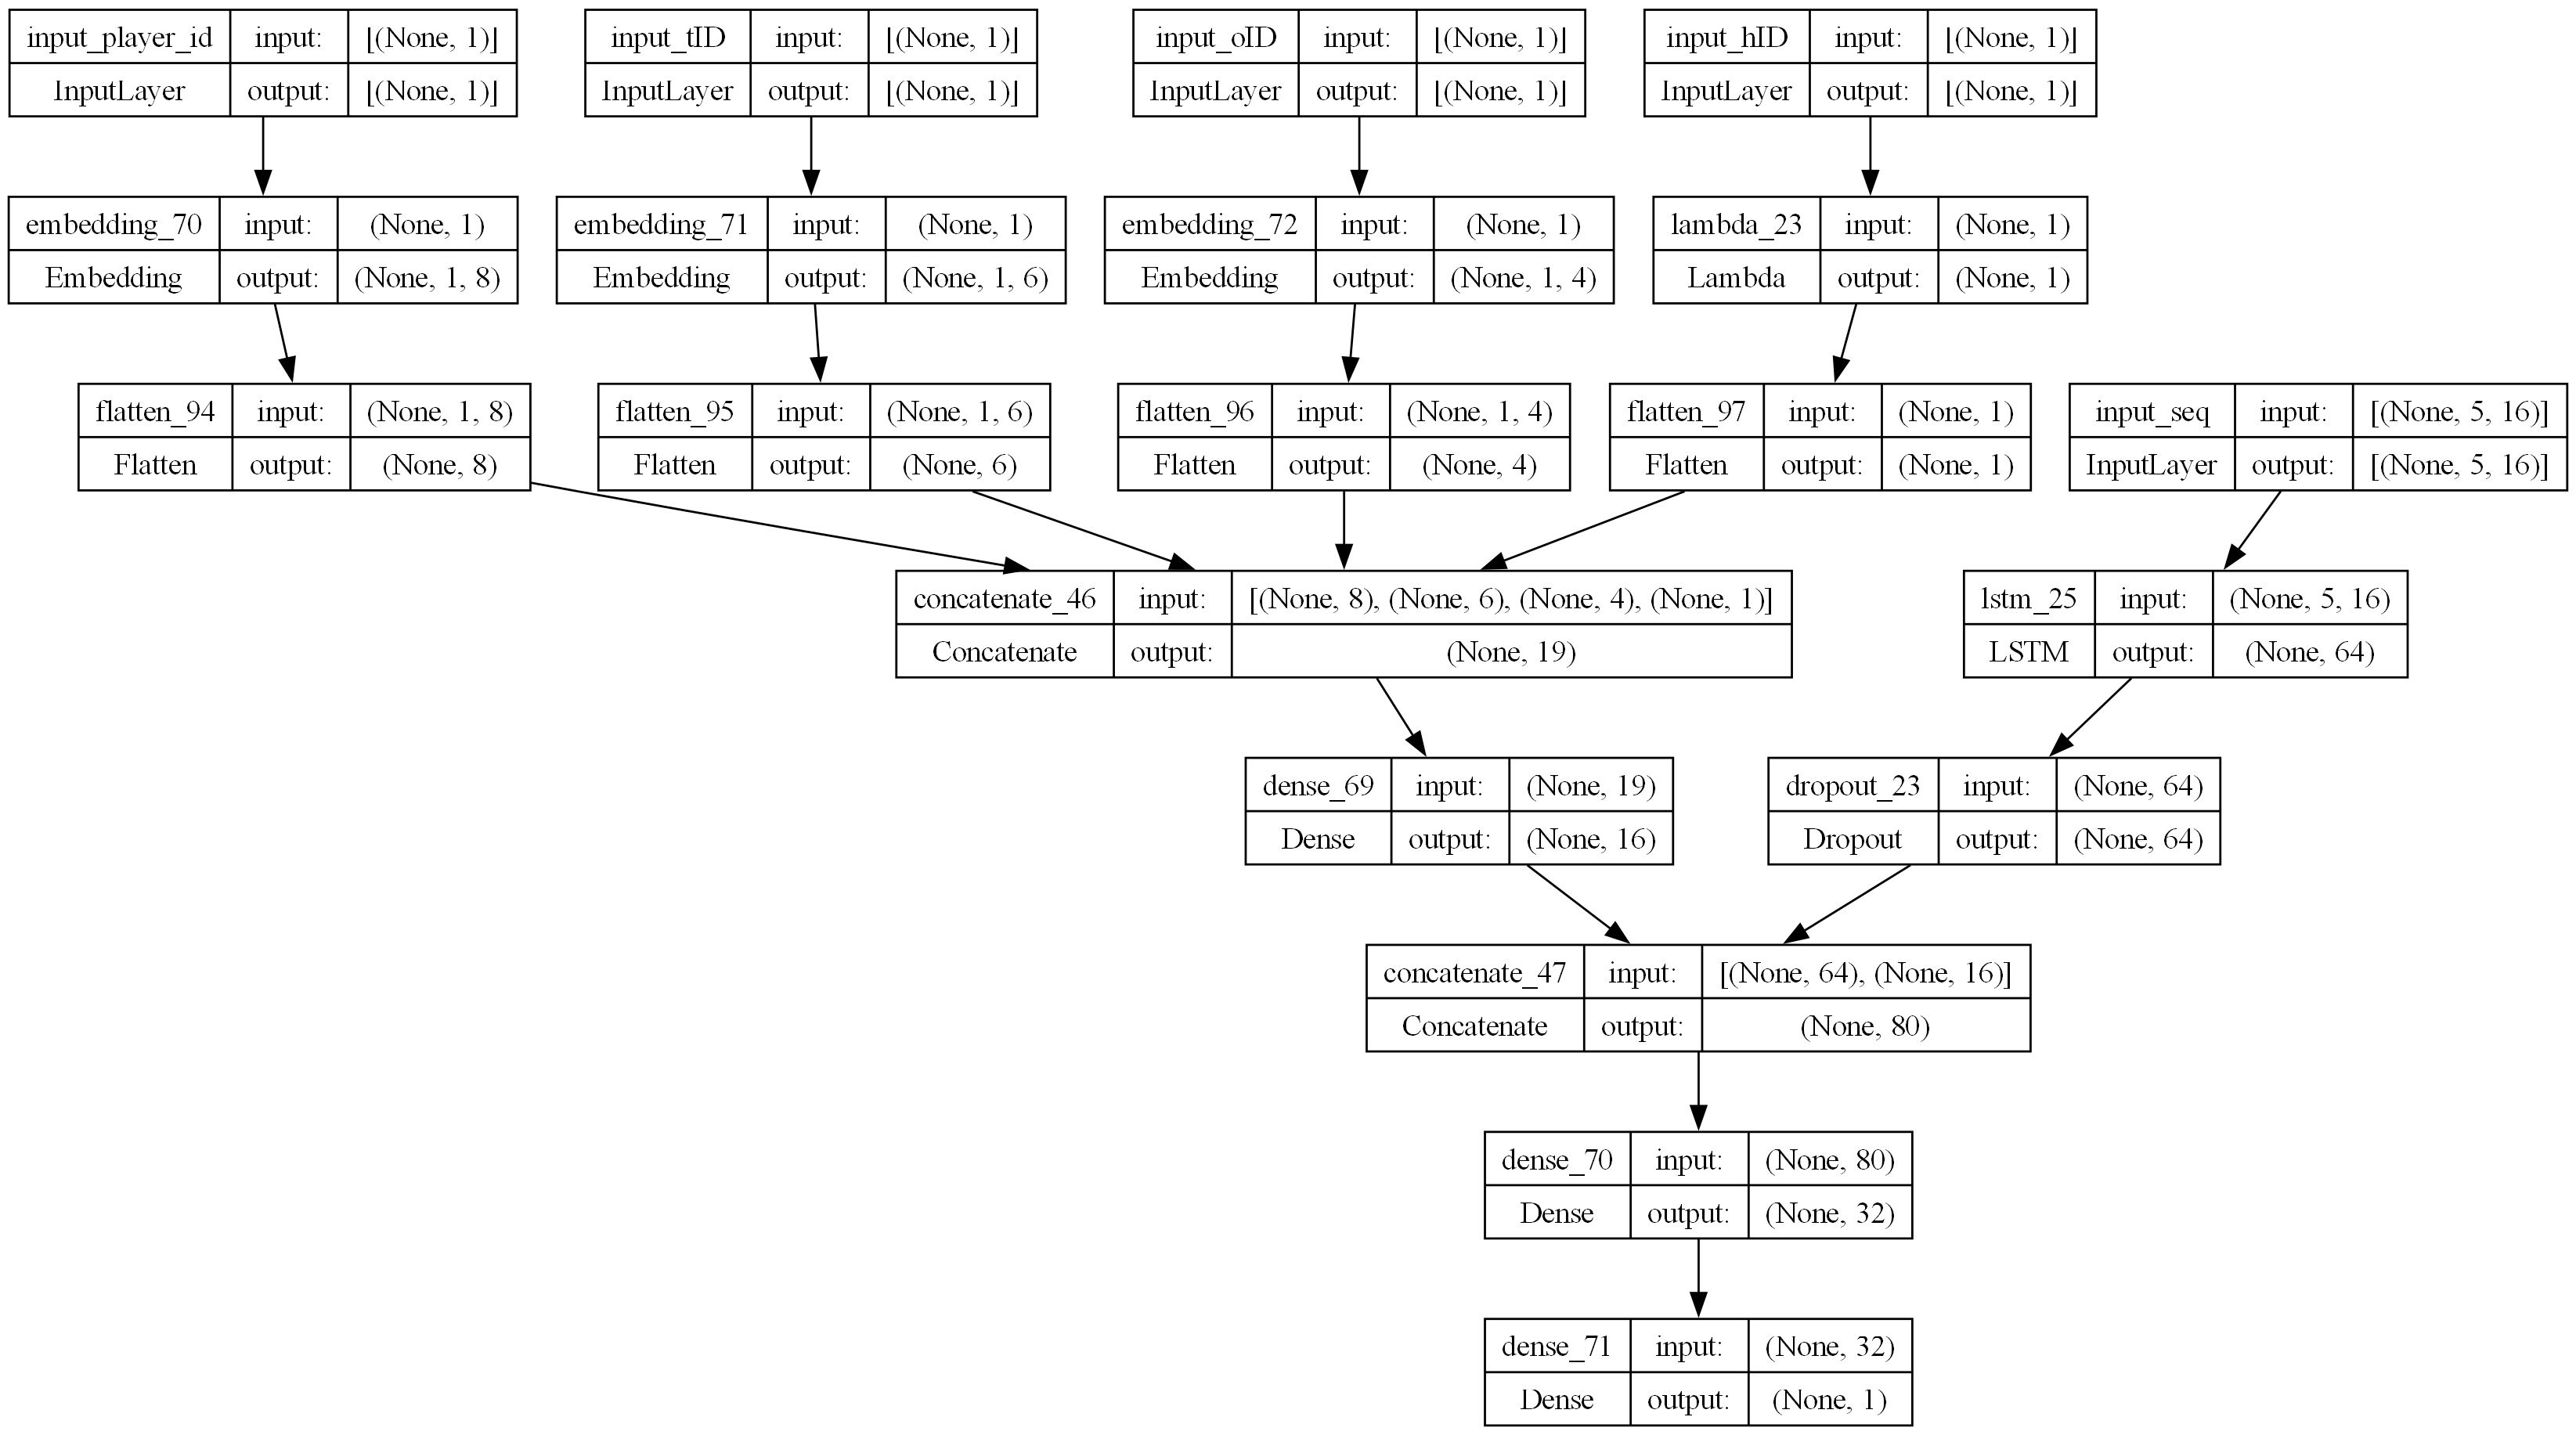 input_player_id input: [(None, 1)]
InputLayer output: [(None, 1)]
input_tID input: [(None, 1)]
InputLayer output: [(None, 1)]
input_oID input: [(None, 1)]
InputLayer output: [(None, 1)]
input_hID input: [(None, 1)]
InputLayer output: [(None, 1)]
embedding_70 input: (None, 1)
Embedding output: (None, 1, 8)
embedding_71 input: (None, 1)
Embedding output: (None, 1, 6)
embedding_72 input: (None, 1)
Embedding output: (None, 1, 4)
lambda_23 input: (None, 1)
Lambda output: (None, 1)
flatten_94 input: (None, 1, 8)
Flatten output: (None, 8)
flatten_95 input: (None, 1, 6)
Flatten output: (None, 6)
flatten_96 input: (None, 1, 4)
Flatten output: (None, 4)
flatten_97 input: (None, 1)
Flatten output: (None, 1)
input_seq input: [(None, 5, 16)]
InputLayer output: [(None, 5, 16)]
concatenate_46 input: [(None, 8), (None, 6), (None, 4), (None, 1)]
Concatenate output: (None, 19)
lstm_25 input: (None, 5, 16)
LSTM output: (None, 64)
dense_69 input: (None, 19)
Dense output: (None, 16)
dropout_23 input: (None, 64)
Dropout output: (None, 64)
concatenate_47 input: [(None, 64), (None, 16)]
Concatenate output: (None, 80)
dense_70 input: (None, 80)
Dense output: (None, 32)
dense_71 input: (None, 32)
Dense output: (None, 1)